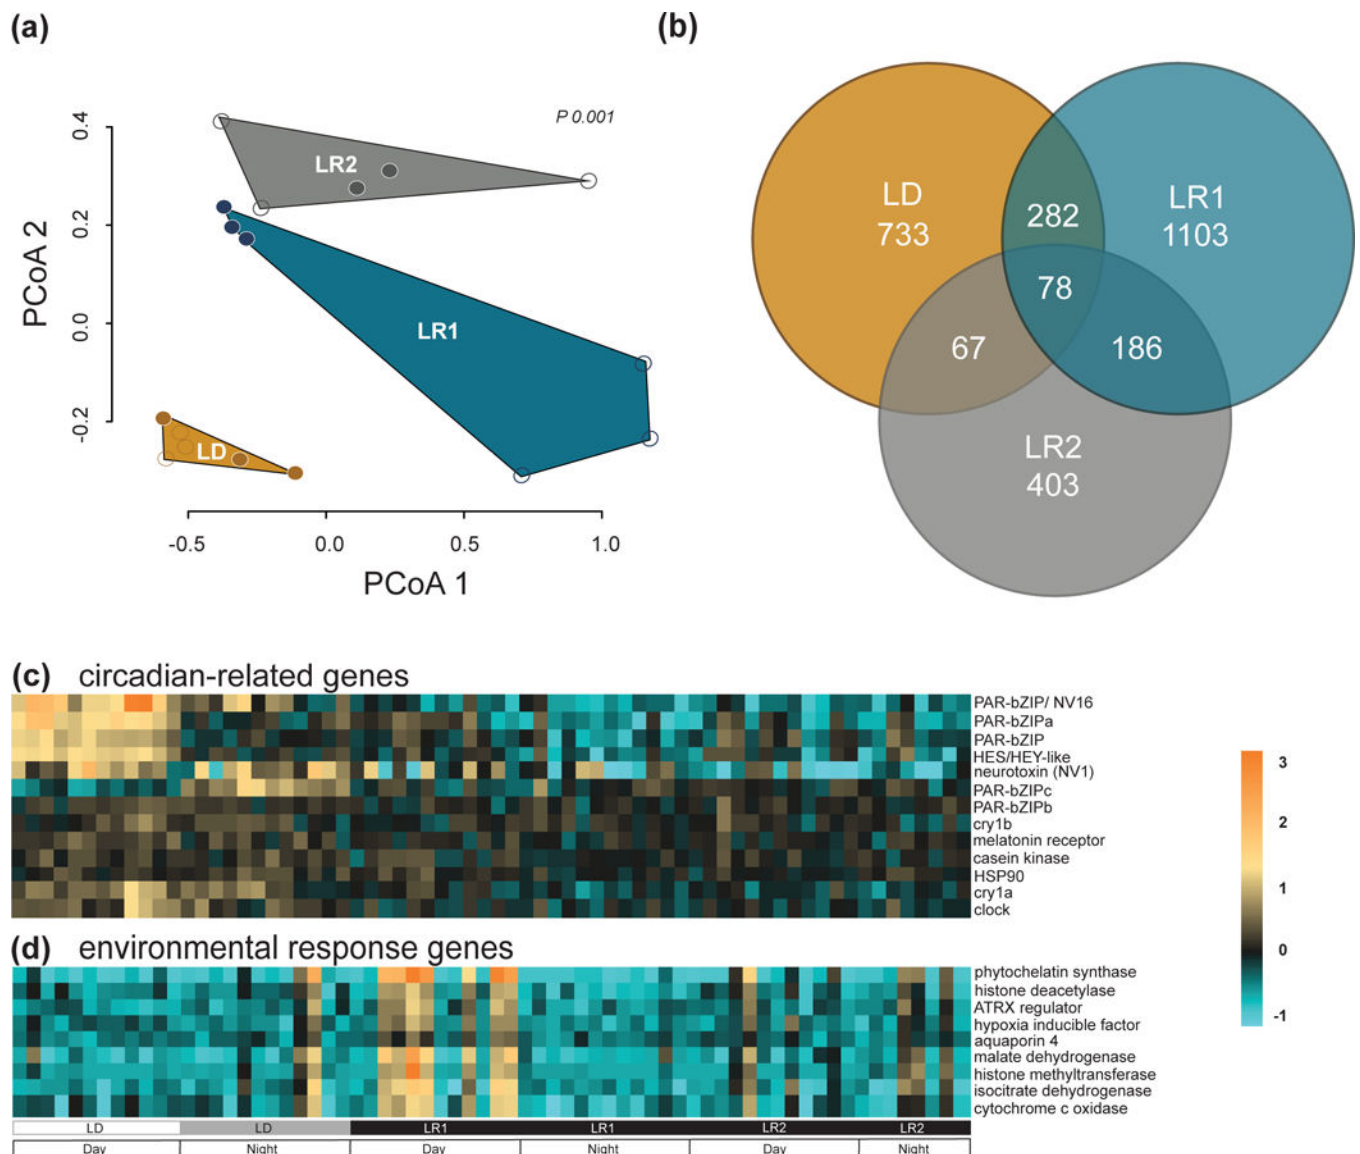 (a)
(b)
P 0.001
0.4
0.2
0.0
-0.2
PCoA 2
LR2
LR1
LD
-0.5 0.0 0.5 1.0
PCoA 1
LD
733
282
LR1
1103
78
67
186
LR2
403
(c) circadian-related genes
PAR-bZIP/ NV16
PAR-bZIPa
PAR-bZIP
HES/HEY-like
neurotoxin (NV1)
PAR-bZIPc
PAR-bZIPb
cry1b
melatonin receptor
casein kinase
HSP90
cry1a
clock
3
2
1
0
-1
(d) environmental response genes
phytochelatin synthase
histone deacetylase
ATRX regulator
hypoxia inducible factor
aquaporin 4
malate dehydrogenase
histone methyltransferase
isocitrate dehydrogenase
cytochrome c oxidase
LD LD LR1 LR1 LR2 LR2
Day Night Day Night Day Night